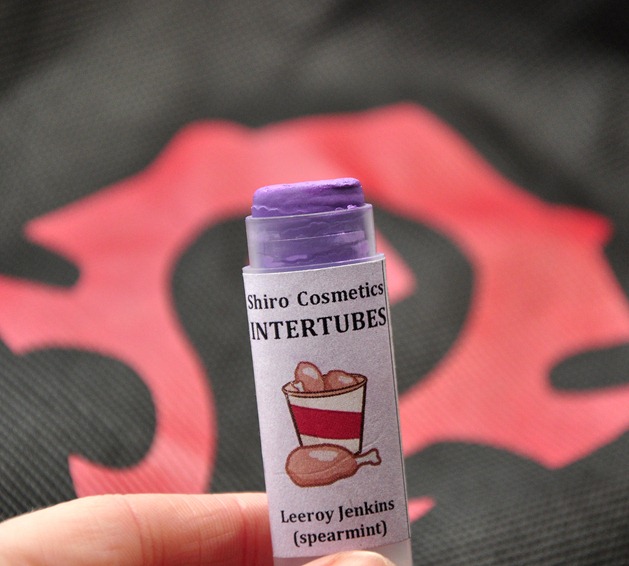 Shiro Cosmetics
INTERTUBES
Leeroy Jenkins
(spearmint)